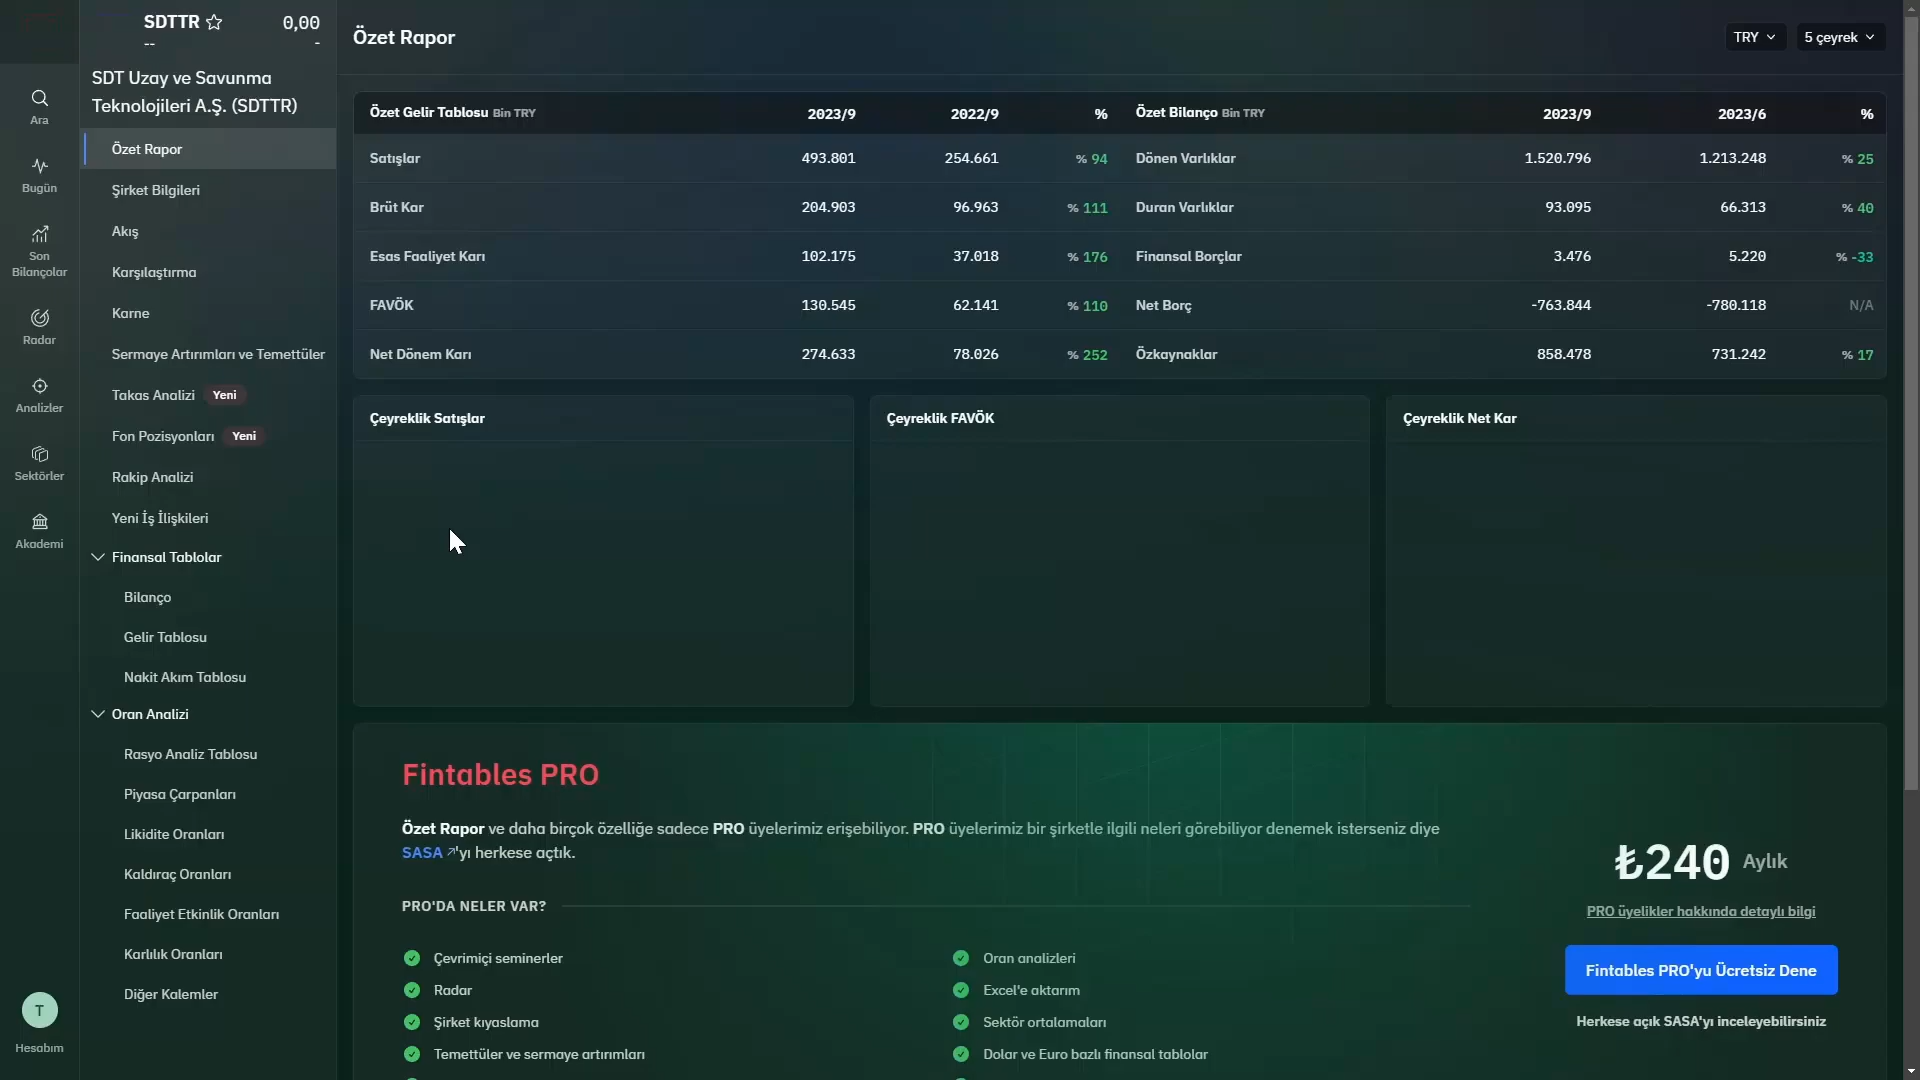 SDTTR 0,00
-- -
SDT Uzay ve Savunma
Teknolojileri A.Ş. (SDTTR)
Ara
Bugün
Son
Bilançolar
Radar
Analizler
Sektörler
Akademi
T
Hesabım
Özet Rapor
Şirket Bilgileri
Akış
Karşılaştırma
Karne
Sermaye Artırımları ve Temettüler
Takas Analizi Yeni
Fon Pozisyonları Yeni
Rakip Analizi
Yeni İş İlişkileri
Finansal Tablolar
Bilanço
Gelir Tablosu
Nakit Akım Tablosu
Oran Analizi
Rasyo Analiz Tablosu
Piyasa Çarpanları
Likidite Oranları
Kaldıraç Oranları
Faaliyet Etkinlik Oranları
Karlılık Oranları
Diğer Kalemler
Özet Rapor TRY 5 çeyrek
Özet Gelir Tablosu Bin TRY 2023/9 2022/9 % Özet Bilanço Bin TRY 2023/9 2023/6 %
Satışlar 493.801 254.661 % 94 Dönen Varlıklar 1.520.796 1.213.248 % 25
Brüt Kar 204.903 96.963 % 111 Duran Varlıklar 93.095 66.313 % 40
Esas Faaliyet Karı 102.175 37.018 % 176 Finansal Borçlar 3.476 5.220 % -33
FAVÖK 130.545 62.141 % 110 Net Borç -763.844 -780.118 N/A
Net Dönem Karı 274.633 78.026 % 252 Özkaynaklar 858.478 731.242 % 17
Çeyreklik Satışlar Çeyreklik FAVÖK Çeyreklik Net Kar
Fintables PRO
Özet Rapor ve daha birçok özelliğe sadece PRO üyelerimiz erişebiliyor. PRO üyelerimiz bir şirketle ilgili neleri görebiliyor denemek isterseniz diye
SASA ↗'yı herkese açtık.
PRO'DA NELER VAR?
Çevrimiçi seminerler Oran analizleri
Radar Excel'e aktarım
Şirket kıyaslama Sektör ortalamaları
Temettüler ve sermaye artırımları Dolar ve Euro bazlı finansal tablolar
₺240 Aylık
PRO üyelikler hakkında detaylı bilgi
Fintables PRO'yu Ücretsiz Dene
Herkese açık SASA'yı inceleyebilirsiniz